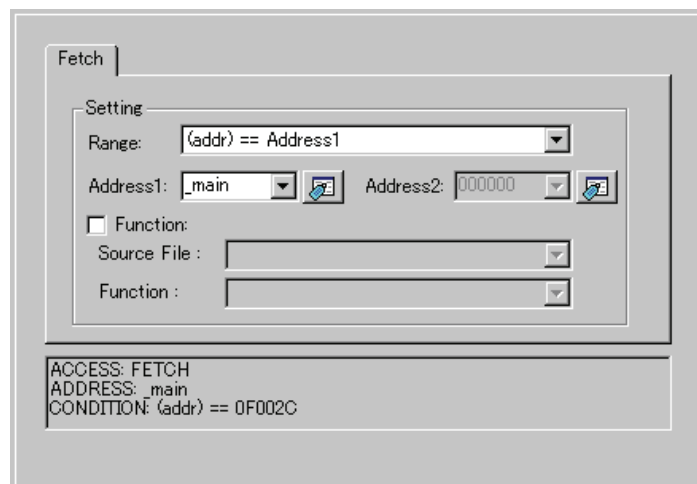 Fetch
Setting
Range: (addr) == Address1
Address1: _main Address2: 000000
Function:
Source File :
Function :
ACCESS: FETCH
ADDRESS: _main
CONDITION: (addr) == 0F002C